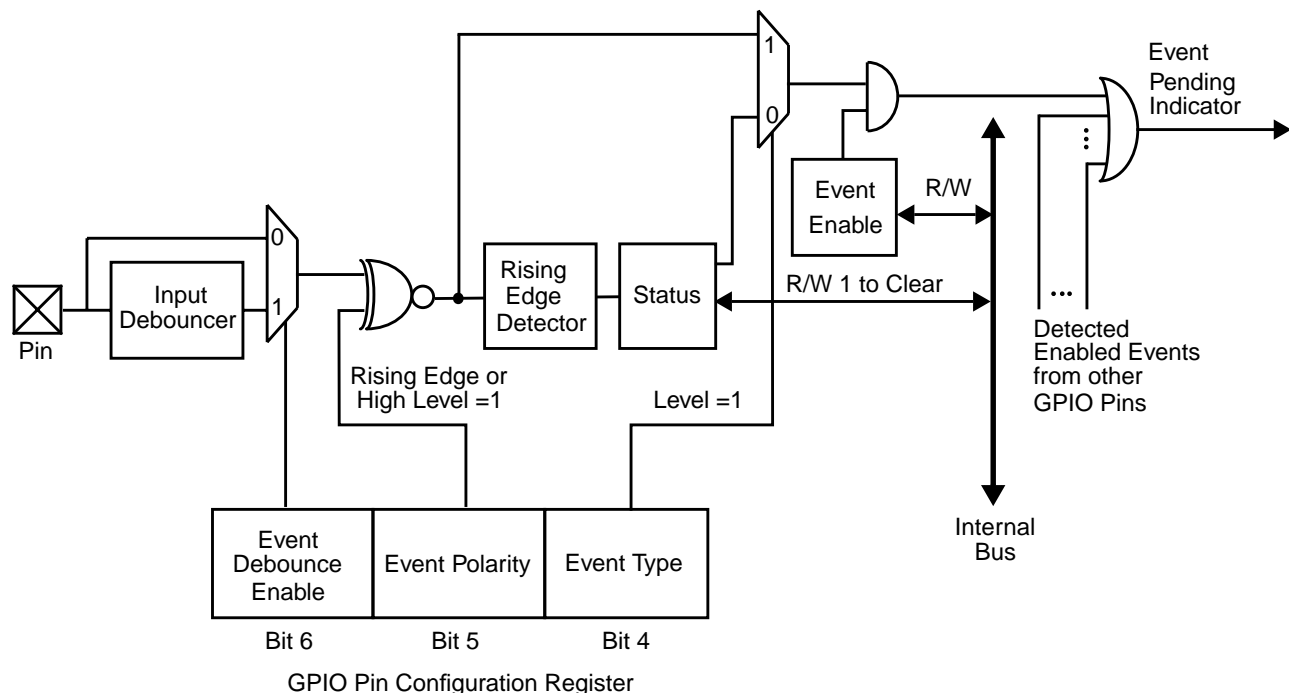 Event
Pending
Indicator
1
0
Event
Enable
R/W
0
1
Input
Debouncer
Pin
Rising
Edge
Detector
Status
R/W 1 to Clear
...
...
Detected
Enabled Events
from other
GPIO Pins
Rising Edge or
High Level =1
Level =1
Internal
Bus
Event
Debounce
Enable
Event Polarity
Event Type
Bit 6
Bit 5
Bit 4
GPIO Pin Configuration Register